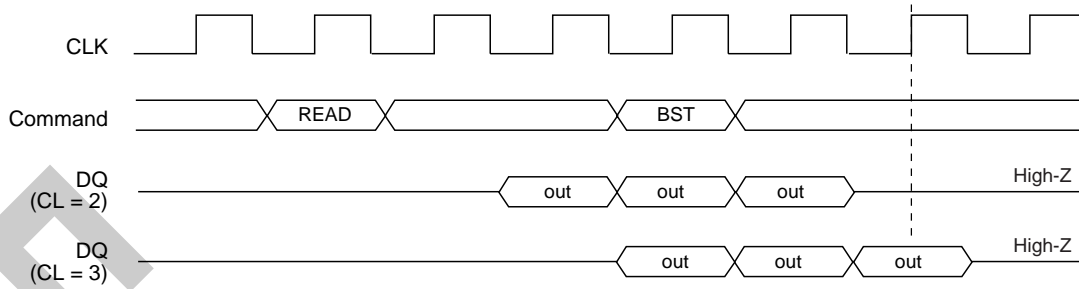 CLK
Command READ BST
DQ
(CL = 2) out out out High-Z
DQ
(CL = 3) out out out High-Z